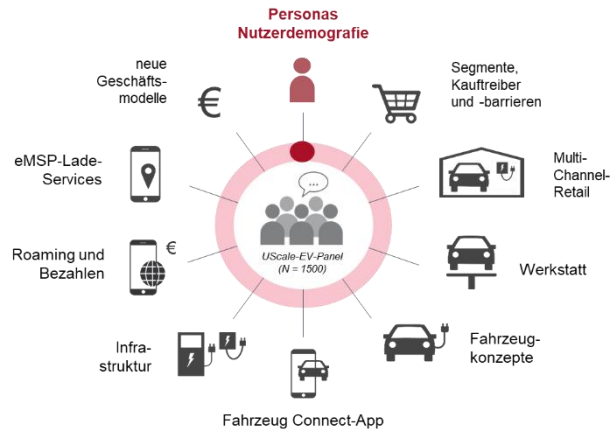 Personas
Nutzerdemografie
neue
Geschäfts-
modelle
€
Segmente,
Kauftreiber
und -barrieren
eMSP-Lade-
Services
...
Multi-
Channel-
Retail
UScale-EV-Panel
(N = 1500)
Roaming und
Bezahlen
€
Werkstatt
Infra-
struktur
Fahrzeug-
konzepte
Fahrzeug Connect-App